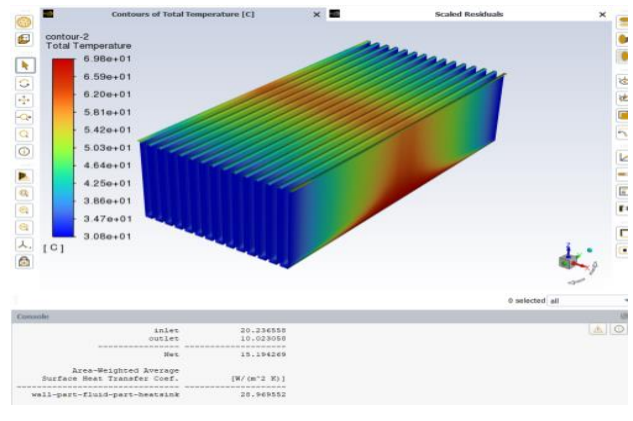 Contours of Total Temperature [C]
Scaled Residuals
contour-2
Total Temperature
6.98e+01
6.59e+01
6.20e+01
5.81e+01
5.42e+01
5.03e+01
4.64e+01
4.25e+01
3.86e+01
3.47e+01
3.08e+01
[C]
0 selected all
Console
inlet 20.236558
outlet 10.023058
---------------- --------------------
Net 15.194269
Area-Weighted Average
Surface Heat Transfer Coef. [W/(m^2 K)]
-------------------------------- --------------------
wall-part-fluid-part-heatsink 28.969552